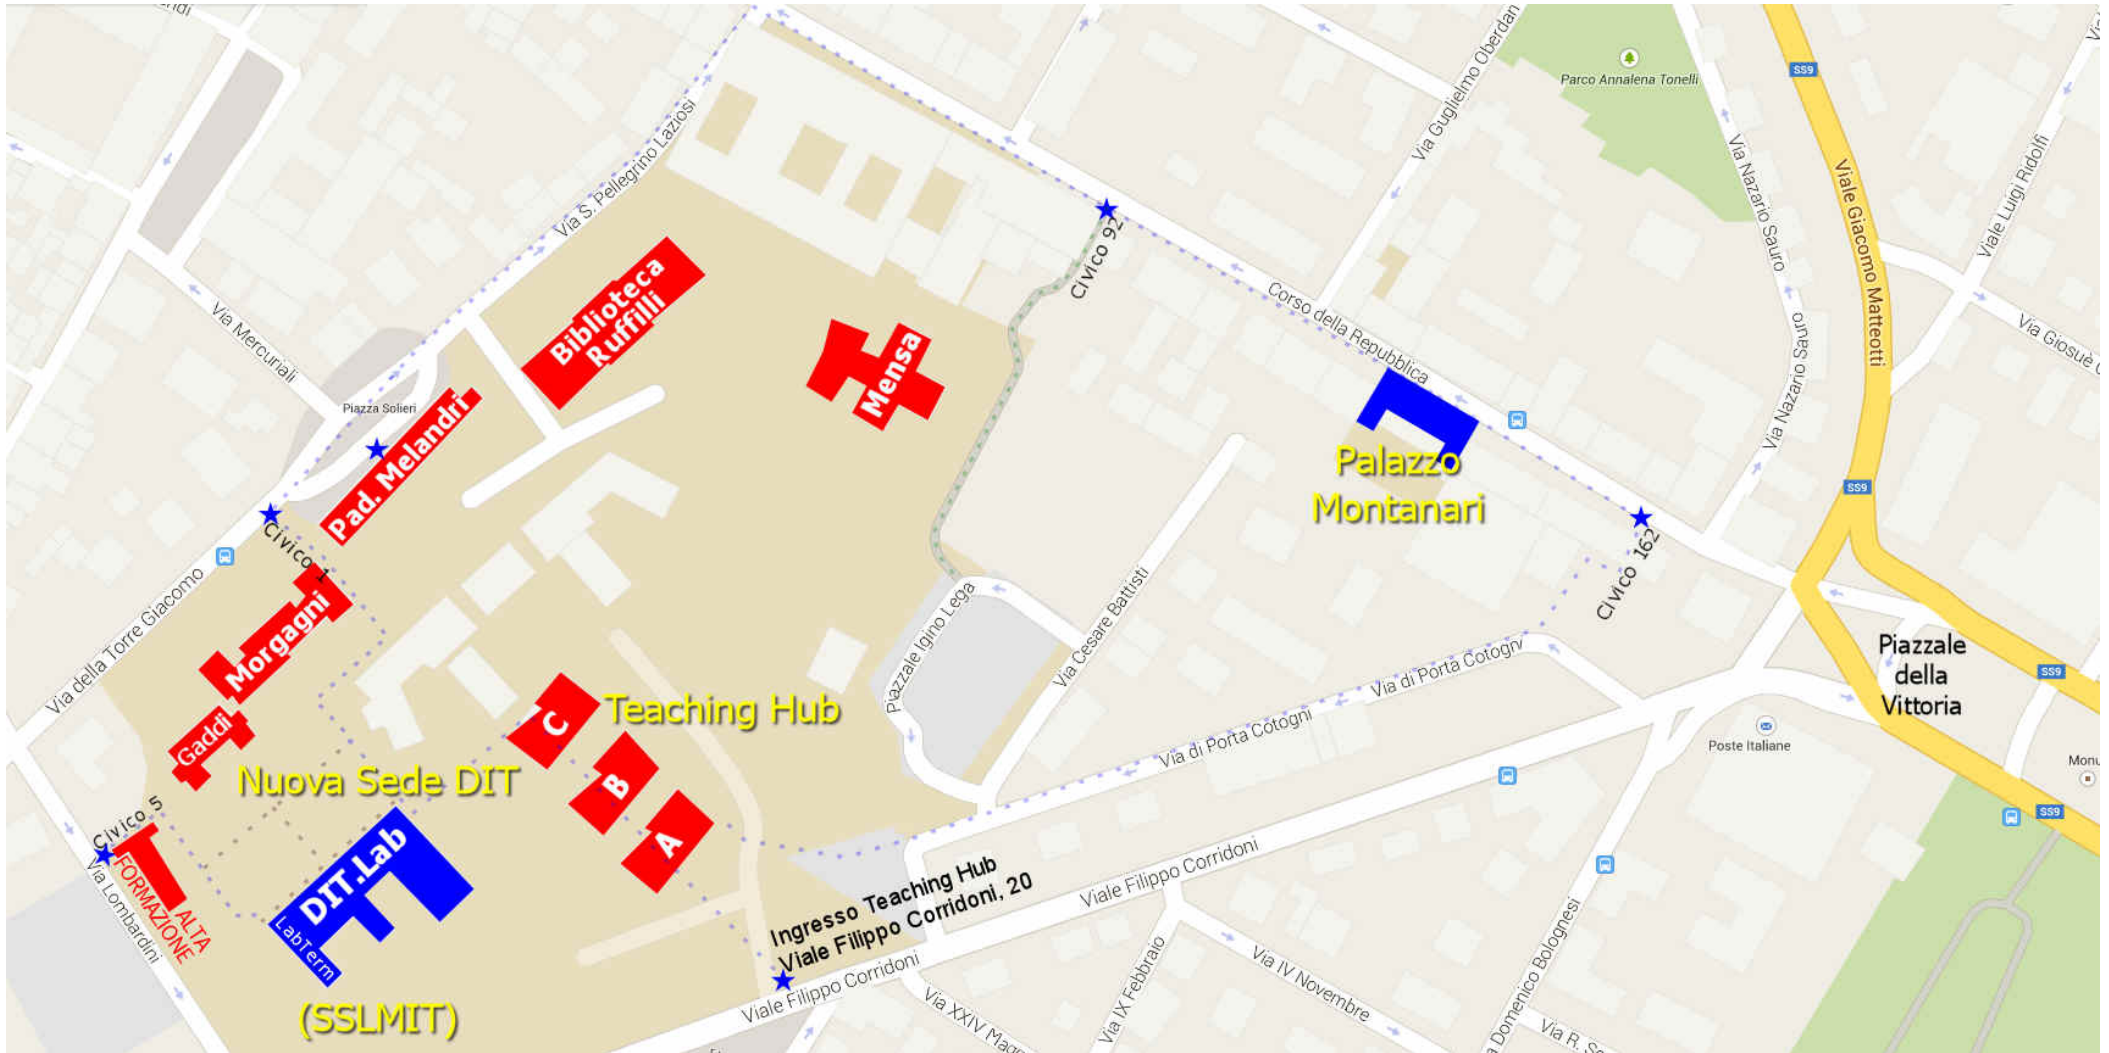 Via S. Pellegrino Laziosi
Via Guglielmo Oberdan
Parco Annalena Tonelli
SS9
Via Nazario Sauro
Viale Giacomo Matteotti
Viale Luigi Ridolfi
Via Giosuè
Via Mercuriali
Piazza Solieri
Biblioteca
Ruffilli
Mensa
Civico 92
Corso della Repubblica
Via Nazario Sauro
Pad. Melandri
Palazzo
Montanari
SS9
Civico 1
Civico 162
Via della Torre Giacomo
Morgagni
Gaddi
Piazzale Igino Lega
Via Cesare Battisti
Via di Porta Cotogni
Via di Porta Cotogni
Piazzale
della
Vittoria
SS9
Poste Italiane
SS9
Teaching Hub
C
B
A
Nuova Sede DIT
Civico 5
ALTA
FORMAZIONE
Via Lombardini
DIT.Lab
LabTerm
(SSLMIT)
Ingresso Teaching Hub
Viale Filippo Corridoni, 20
Viale Filippo Corridoni
Viale Filippo Corridoni
Via XXIV
Via IX Febbraio
Via IV Novembre
Domenico Bolognesi
Via R.